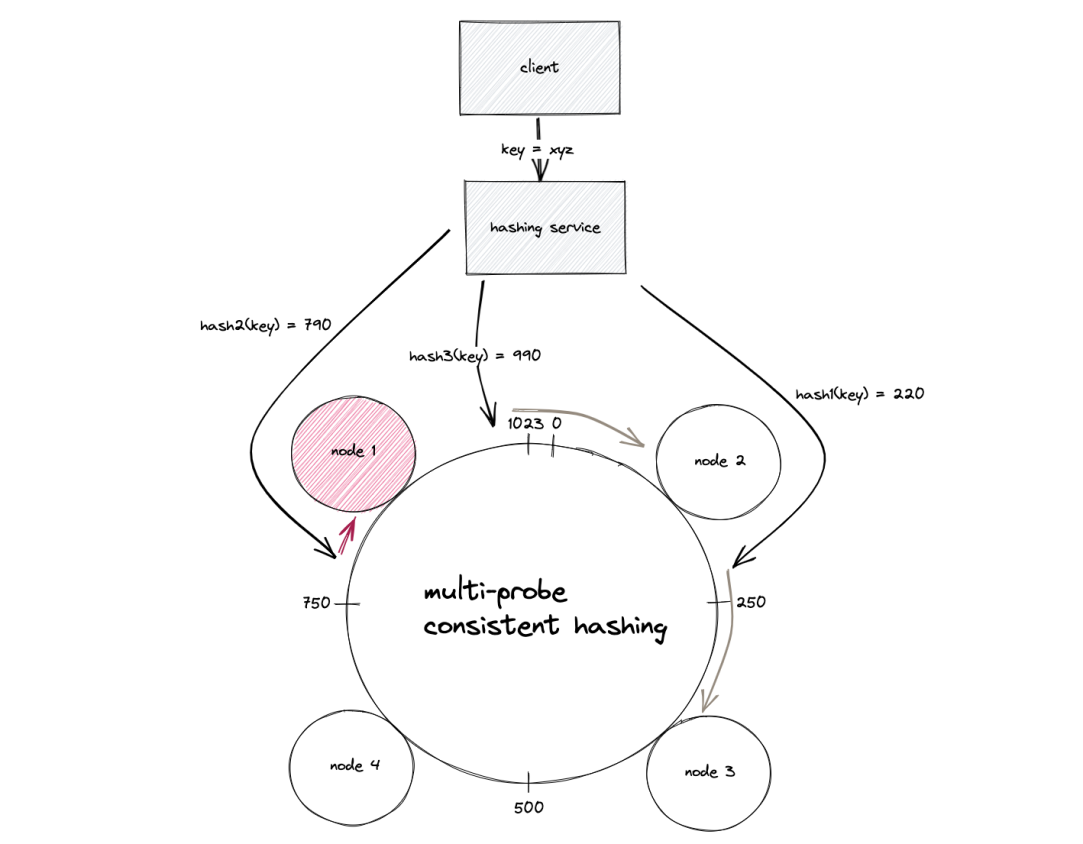 client
key = xyz
hashing service
hash2(key) = 790
hash3(key) = 990
hash1(key) = 220
1023 0
node 1
node 2
multi-probe
consistent hashing
750
250
node 4
node 3
500